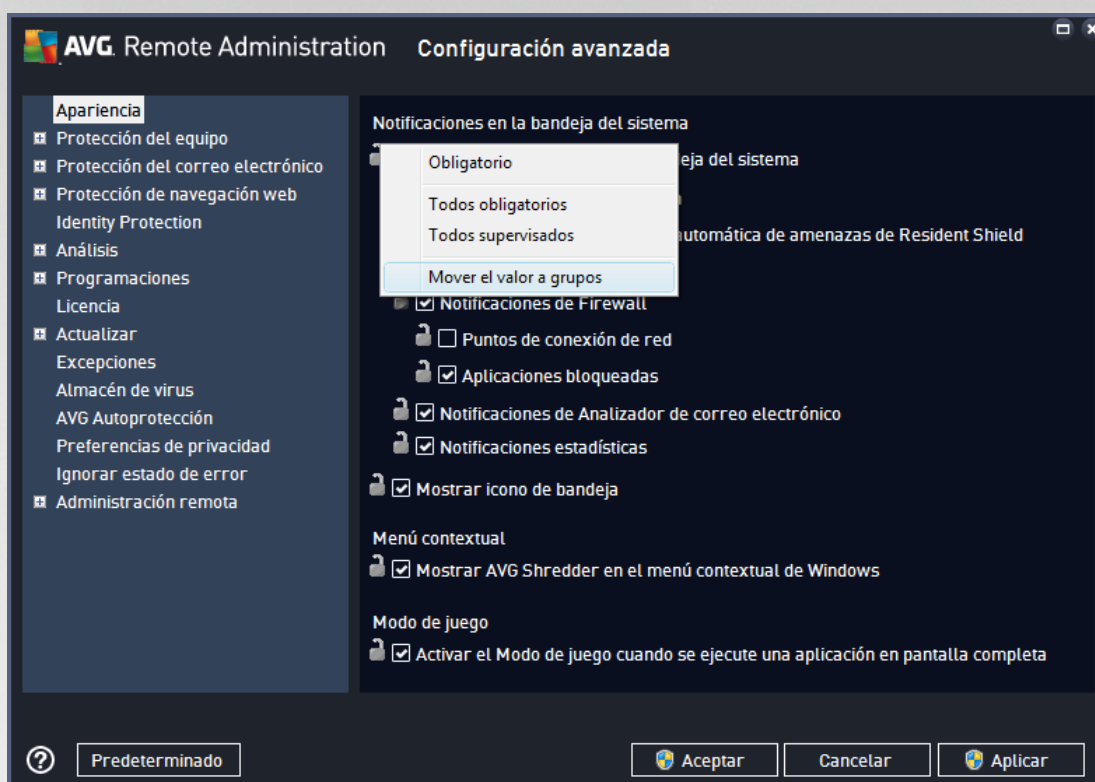 AVG. Remote Administration Configuración avanzada
Apariencia
Protección del equipo
Protección del correo electrónico
Protección de navegación web
Identity Protection
Análisis
Programaciones
Licencia
Actualizar
Excepciones
Almacén de virus
AVG Autoprotección
Preferencias de privacidad
Ignorar estado de error
Administración remota
Notificaciones en la bandeja del sistema
eja del sistema
Obligatorio
Todos obligatorios
Todos supervisados
Mover el valor a grupos
automática de amenazas de Resident Shield
Notificaciones de Firewall
Puntos de conexión de red
Aplicaciones bloqueadas
Notificaciones de Analizador de correo electrónico
Notificaciones estadísticas
Mostrar icono de bandeja
Menú contextual
Mostrar AVG Shredder en el menú contextual de Windows
Modo de juego
Activar el Modo de juego cuando se ejecute una aplicación en pantalla completa
Predeterminado
Aceptar
Cancelar
Aplicar